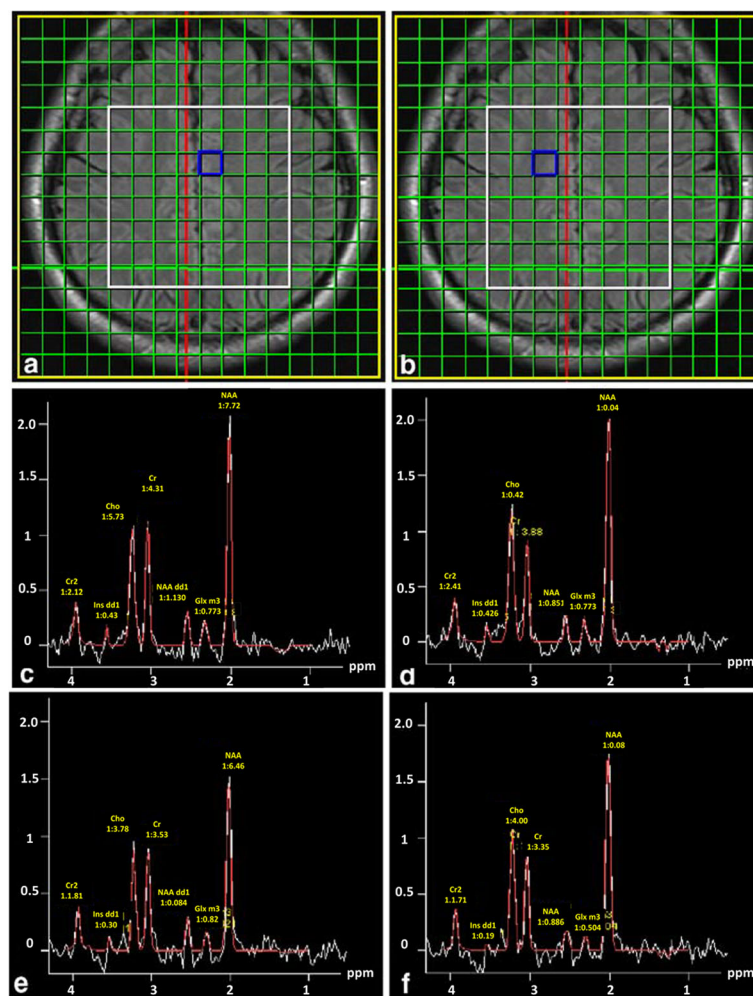 a
b
2.0
NAA
1:7.72
1.5
Cho
1:5.73
Cr
1:4.31
1
0.5
Cr2
1:2.12
Ins dd1
1:0.43
NAA dd1
1:1.130
Glx m3
1:0.773
0
c
4
3
2
1
ppm
2.0
NAA
1:0.04
1.5
Cho
1:0.42
Cr
3.88
1
0.5
Cr2
1:2.41
Ins dd1
1:0.426
NAA
1:0.851
Glx m3
1:0.773
0
d
4
3
2
1
ppm
2.0
NAA
1:6.46
1.5
Cho
1:3.78
Cr
1:3.53
1
0.5
Cr2
1.1.81
Ins dd1
1:0.30
NAA dd1
1:0.084
Glx m3
1:0.82
0
e
4
3
2
1
ppm
2.0
NAA
1:0.08
1.5
Cho
1:4.00
Cr
1:3.35
1
0.5
Cr2
1.1.71
Ins dd1
1:0.19
NAA
1:0.886
Glx m3
1:0.504
0
f
4
3
2
1
ppm